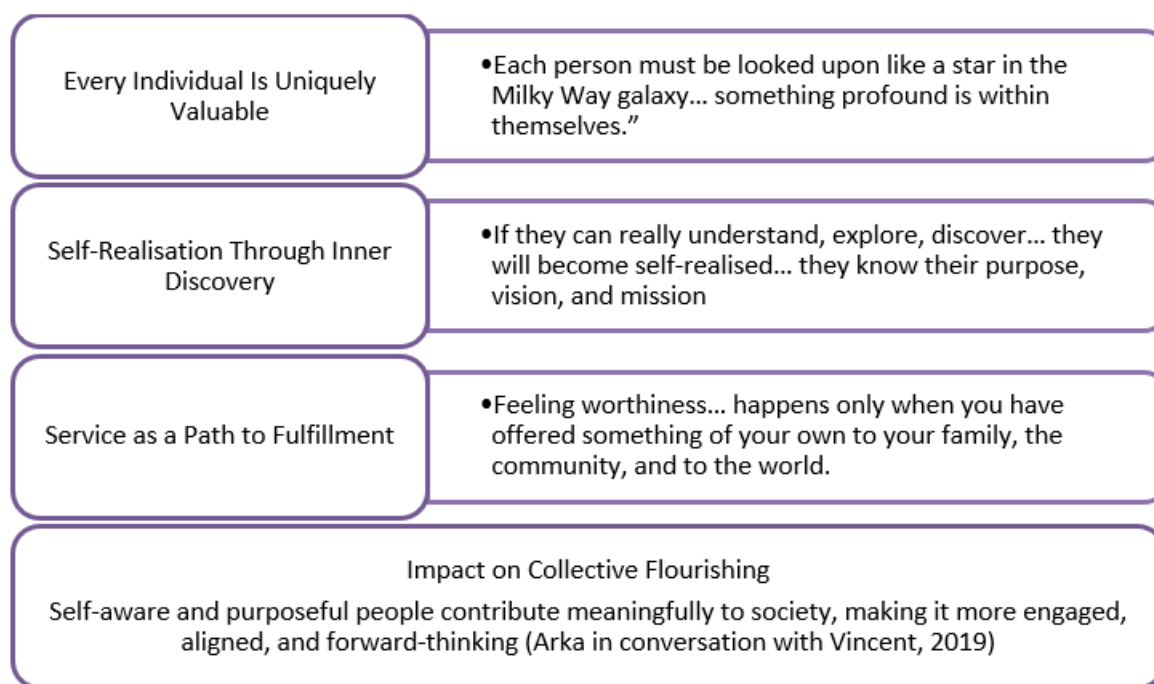 Every Individual Is Uniquely
Valuable
•Each person must be looked upon like a star in the
Milky Way galaxy... something profound is within
themselves.”
Self-Realisation Through Inner
Discovery
•If they can really understand, explore, discover... they
will become self-realised... they know their purpose,
vision, and mission
Service as a Path to Fulfillment
•Feeling worthiness... happens only when you have
offered something of your own to your family, the
community, and to the world.
Impact on Collective Flourishing
Self-aware and purposeful people contribute meaningfully to society, making it more engaged,
aligned, and forward-thinking (Arka in conversation with Vincent, 2019)